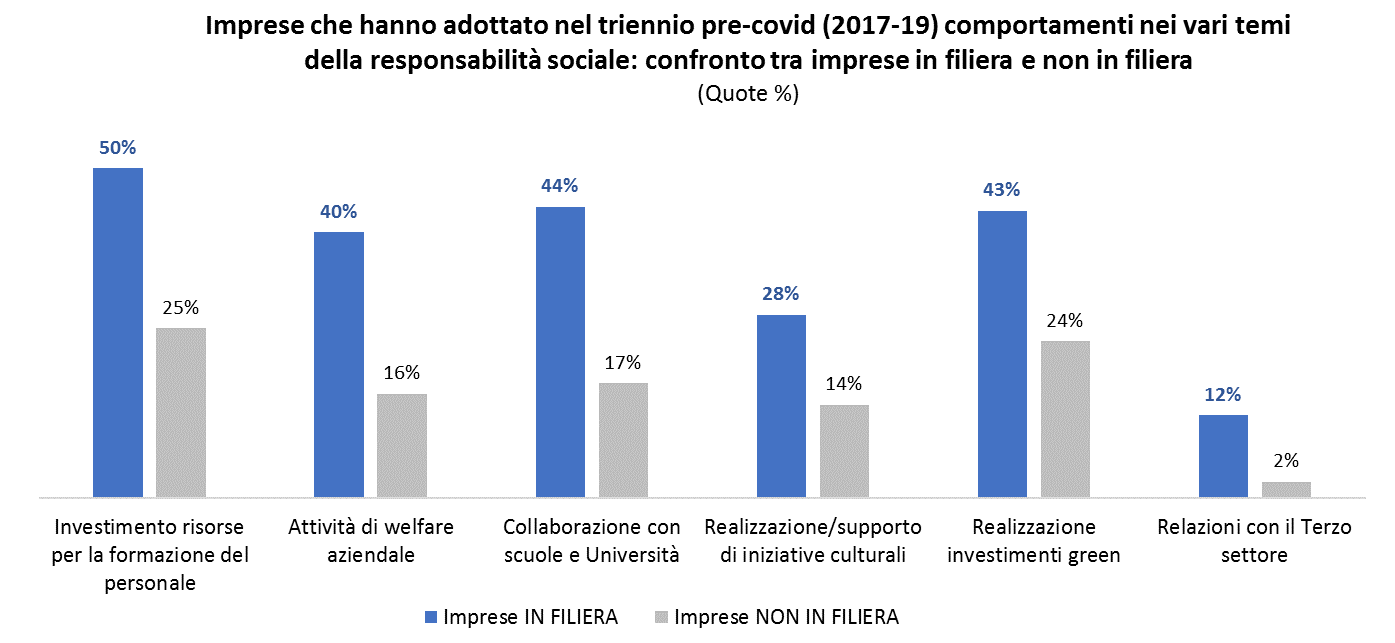 Imprese che hanno adottato nel triennio pre-covid (2017-19) comportamenti nei vari temi
della responsabilità sociale: confronto tra imprese in filiera e non in filiera
(Quote %)
50%
25%
40%
16%
44%
17%
28%
14%
43%
24%
12%
2%
Investimento risorse
per la formazione del
personale
Attività di welfare
aziendale
Collaborazione con
scuole e Università
Realizzazione/supporto
di iniziative culturali
Realizzazione
investimenti green
Relazioni con il Terzo
settore
Imprese IN FILIERA
Imprese NON IN FILIERA